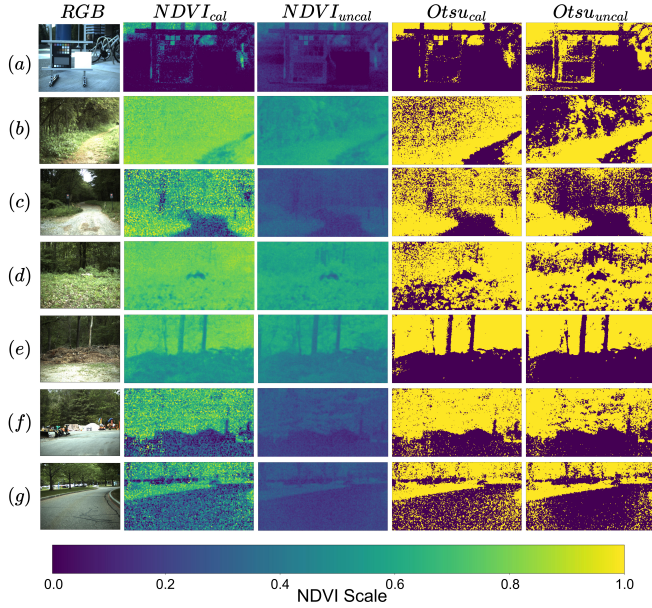 RGB NDVI_cal NDVI_uncal Otsu_cal Otsu_uncal
(a)
(b)
(c)
(d)
(e)
(f)
(g)
0.0 0.2 0.4 0.6 0.8 1.0
NDVI Scale